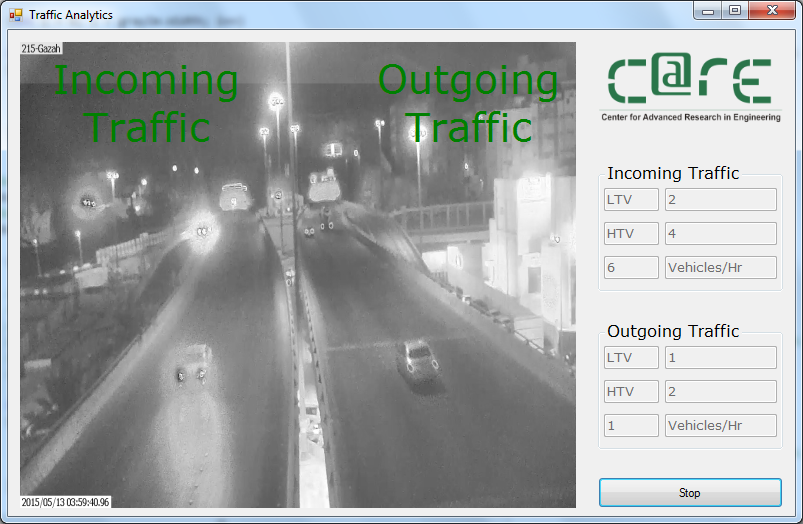 Traffic Analytics
215-Gazah
Incoming
Traffic
Outgoing
Traffic
2015/05/13 03:59:40.96
c@re
Center for Advanced Research in Engineering
Incoming Traffic
LTV 2
HTV 4
6 Vehicles/Hr
Outgoing Traffic
LTV 1
HTV 2
1 Vehicles/Hr
Stop